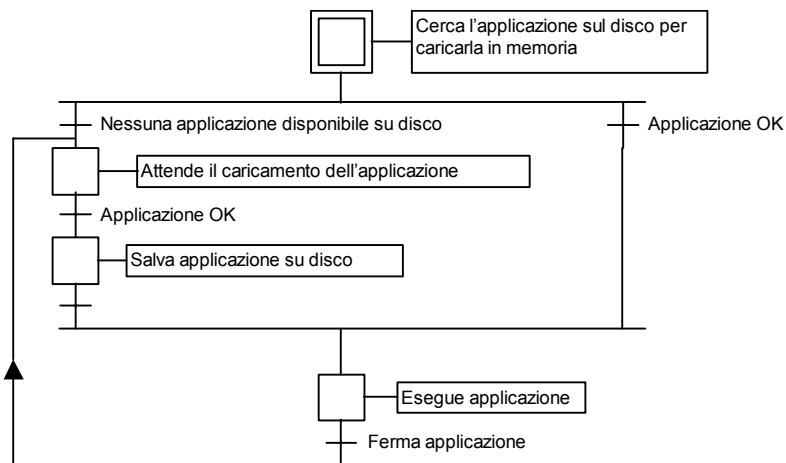 Cerca l'applicazione sul disco per
caricarla in memoria
Nessuna applicazione disponibile su disco
Applicazione OK
Attende il caricamento dell'applicazione
Applicazione OK
Salva applicazione su disco
Esegue applicazione
Ferma applicazione